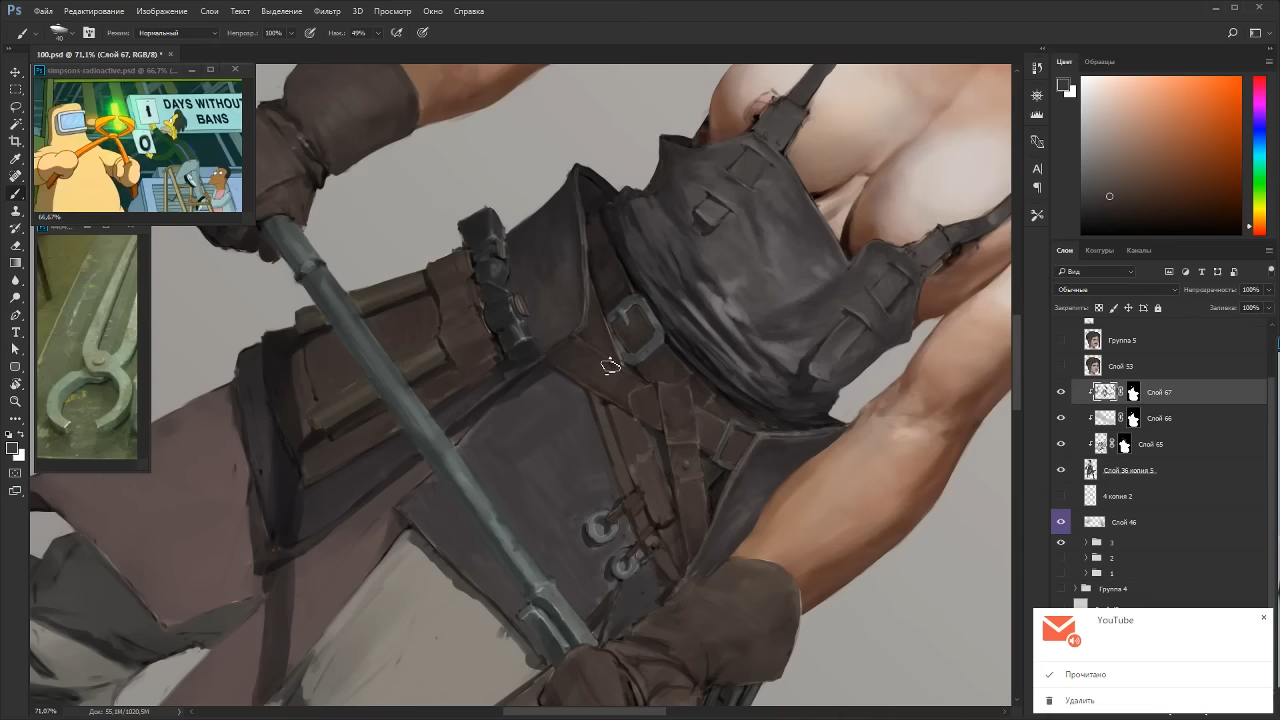 Ps Файл Редактирование Изображение Слои Текст Выделение Фильтр 3D Просмотр Окно Справка
40 Режим: Нормальный Непрозр.: 100% Наж.: 49%
100.psd @ 71,1% (Слой 67, RGB/8) * ×
simpsons-radioactive.psd @ 66,7% (...
DAYS WITHOUT
BANS
1
0
66,67%
Цвет Образцы
Слои Контуры Каналы
Вид
Обычные Непрозрачность: 100%
Закрепить: Заливка: 100%
Группа 5
Слой 53
Слой 67
Слой 66
Слой 65
Слой 36 копия 5
4 копия 2
Слой 46
3
2
1
Группа 4
YouTube
Прочитано
Удалить
71,07% Док: 55,1M/1020,5M